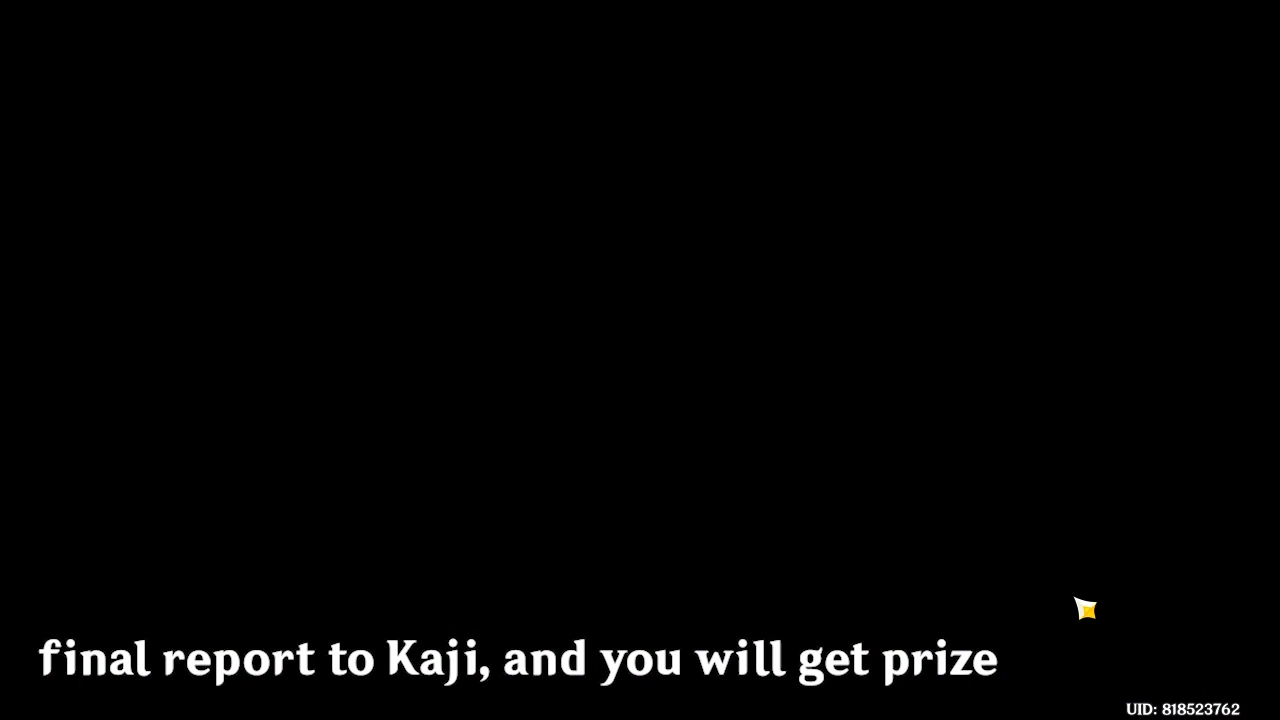 final report to Kaji, and you will get prize
UID: 818523762